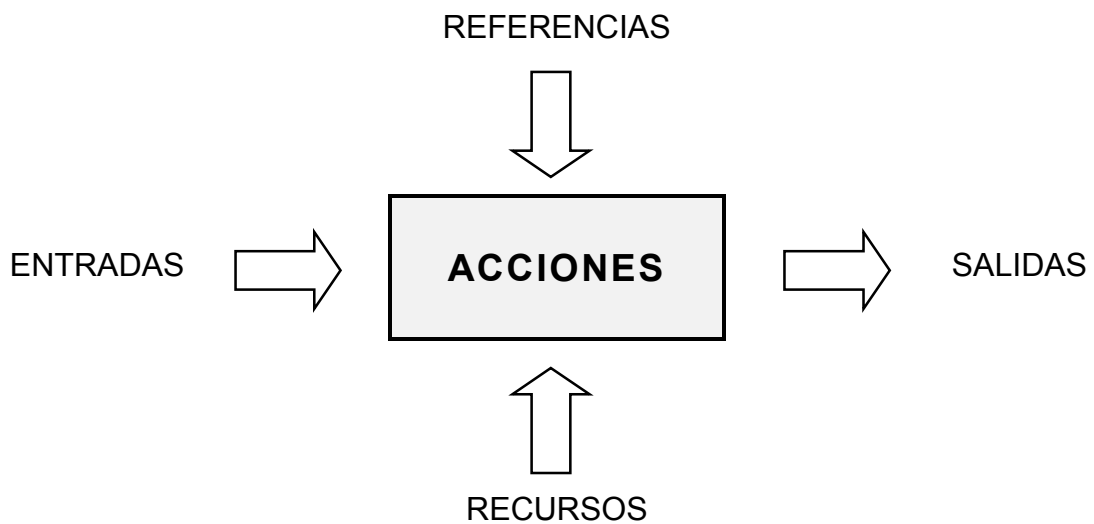 REFERENCIAS
ENTRADAS
ACCIONES
SALIDAS
RECURSOS